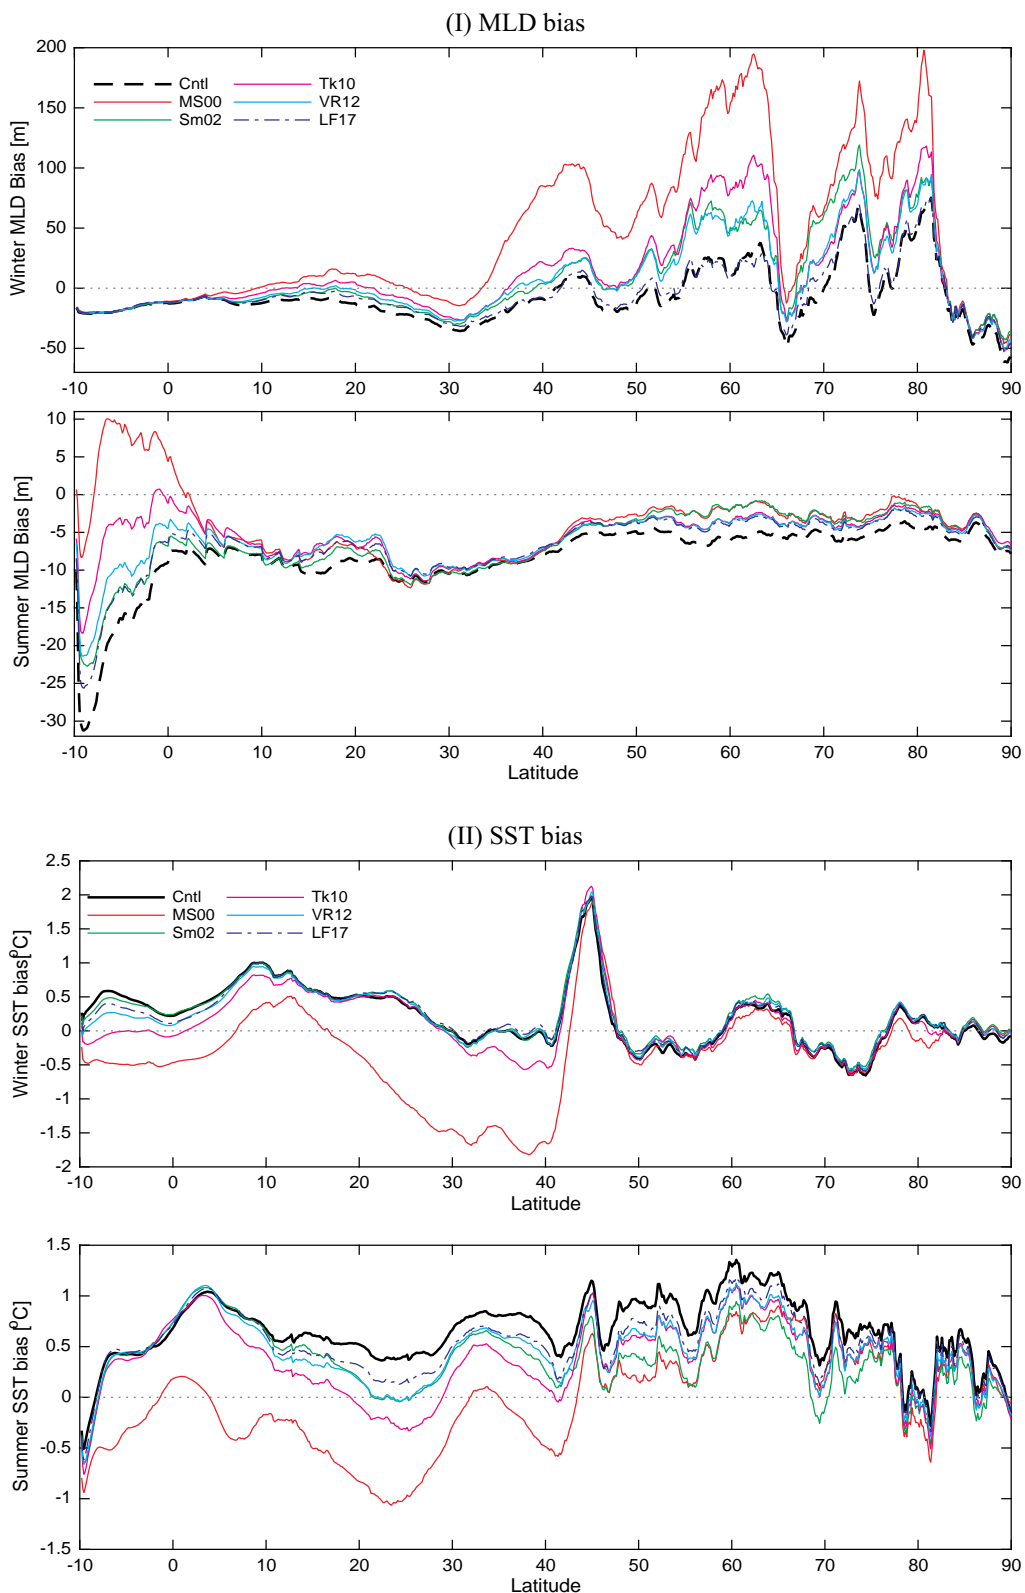 (I) MLD bias
Winter MLD Bias [m]
200
150
100
50
0
-50
Cntl
MS00
Sm02
Tk10
VR12
LF17
-10 0 10 20 30 40 50 60 70 80 90
Summer MLD Bias [m]
10
5
0
-5
-10
-15
-20
-25
-30
-10 0 10 20 30 40 50 60 70 80 90
Latitude
(II) SST bias
Winter SST bias[⁰C]
2.5
2
1.5
1
0.5
0
-0.5
-1
-1.5
-2
Cntl
MS00
Sm02
Tk10
VR12
LF17
-10 0 10 20 30 40 50 60 70 80 90
Latitude
Summer SST bias [⁰C]
1.5
1
0.5
0
-0.5
-1
-1.5
-10 0 10 20 30 40 50 60 70 80 90
Latitude